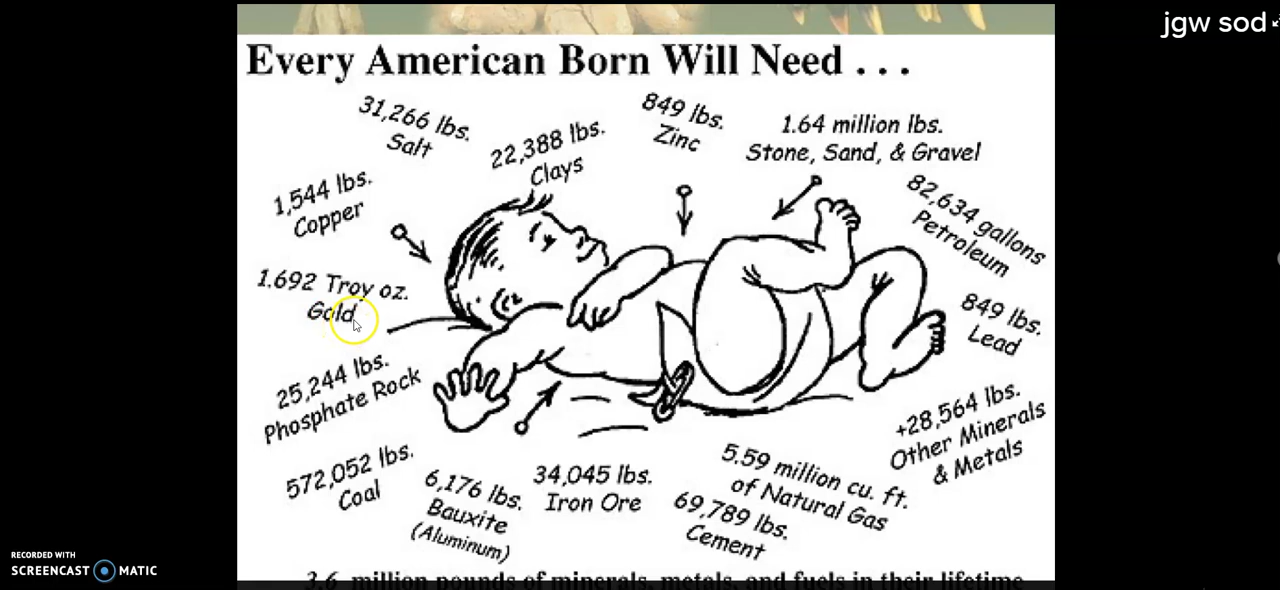 jgw sod
Every American Born Will Need . . .
31,266 lbs.
Salt
22,388 lbs.
Clays
849 lbs.
Zinc
1.64 million lbs.
Stone, Sand, & Gravel
1,544 lbs.
Copper
82,634 gallons
Petroleum
1.692 Troy oz.
Gold
849 lbs.
Lead
25,244 lbs.
Phosphate Rock
+28,564 lbs.
Other Minerals
& Metals
572,052 lbs.
Coal
6,176 lbs.
Bauxite
(Aluminum)
34,045 lbs.
Iron Ore
5.59 million cu. ft.
of Natural Gas
69,789 lbs.
Cement
RECORDED WITH
SCREENCAST O MATIC
3.6 million pounds of minerals, metals, and fuels in their lifetime